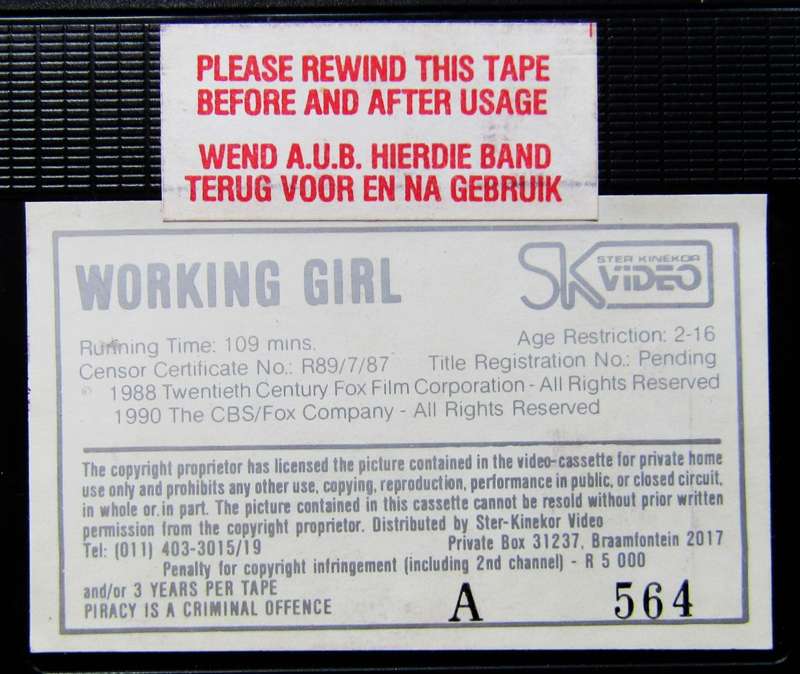 PLEASE REWIND THIS TAPE
BEFORE AND AFTER USAGE
WEND A.U.B. HIERDIE BAND
TERUG VOOR EN NA GEBRUIK
WORKING GIRL
SK STER KINEKOR VIDEO
Running Time: 109 mins. Age Restriction: 2-16
Censor Certificate No.: R89/7/87 Title Registration No.: Pending
© 1988 Twentieth Century Fox Film Corporation - All Rights Reserved
1990 The CBS/Fox Company - All Rights Reserved
The copyright proprietor has licensed the picture contained in the video-cassette for private home
use only and prohibits any other use, copying, reproduction, performance in public, or closed circuit,
in whole or in part. The picture contained in this cassette cannot be resold without prior written
permission from the copyright proprietor. Distributed by Ster-Kinekor Video
Tel: (011) 403-3015/19 Private Box 31237, Braamfontein 2017
Penalty for copyright infringement (including 2nd channel) - R 5 000
and/or 3 YEARS PER TAPE
PIRACY IS A CRIMINAL OFFENCE A 564